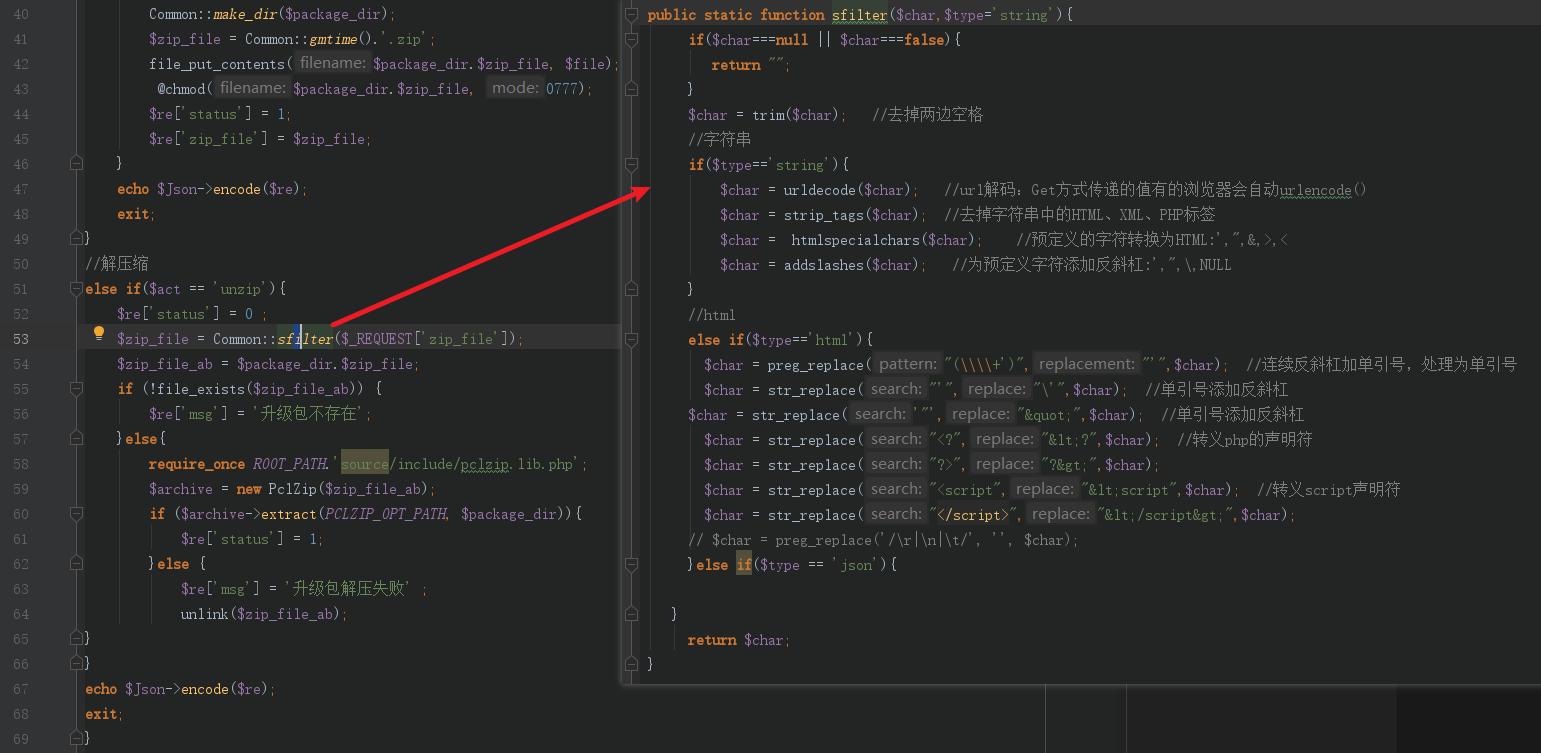 40 Common::make_dir($package_dir);
41 $zip_file = Common::gmtime().'.zip';
42 file_put_contents( filename: $package_dir.$zip_file, $file);
43 @chmod( filename: $package_dir.$zip_file, mode: 0777);
44 $re['status'] = 1;
45 $re['zip_file'] = $zip_file;
46 }
47 echo $Json->encode($re);
48 exit;
49 }
50 //解压缩
51 else if($act == 'unzip'){
52 $re['status'] = 0 ;
53 $zip_file = Common::sfilter($_REQUEST['zip_file']);
54 $zip_file_ab = $package_dir.$zip_file;
55 if (!file_exists($zip_file_ab)) {
56 $re['msg'] = '升级包不存在';
57 }else{
58 require_once ROOT_PATH.'source/include/pclzip.lib.php';
59 $archive = new PclZip($zip_file_ab);
60 if ($archive->extract(PCLZIP_OPT_PATH, $package_dir)){
61 $re['status'] = 1;
62 }else {
63 $re['msg'] = '升级包解压失败' ;
64 unlink($zip_file_ab);
65 }
66 }
67 echo $Json->encode($re);
68 exit;
69 }
public static function sfilter($char,$type='string'){
if($char===null || $char===false){
return "";
}
$char = trim($char); //去掉两边空格
//字符串
if($type=='string'){
$char = urldecode($char); //url解码：Get方式传递的值有的浏览器会自动urlencode()
$char = strip_tags($char); //去掉字符串中的HTML、XML、PHP标签
$char = htmlspecialchars($char); //预定义的字符转换为HTML:',",&,>,<
$char = addslashes($char); //为预定义字符添加反斜杠:',",\,NULL
}
//html
else if($type=='html'){
$char = preg_replace( pattern: "(\\\\+')", replacement: "'",$char); //连续反斜杠加单引号，处理为单引号
$char = str_replace( search: "'", replace: "\'",$char); //单引号添加反斜杠
$char = str_replace( search: '"', replace: "&quot;",$char); //单引号添加反斜杠
$char = str_replace( search: "<?", replace: "&lt;?",$char); //转义php的声明符
$char = str_replace( search: "?>", replace: "?&gt;",$char);
$char = str_replace( search: "<script", replace: "&lt;script",$char); //转义script声明符
$char = str_replace( search: "</script>", replace: "&lt;/script&gt;",$char);
// $char = preg_replace('/\r|\n|\t/', '', $char);
}else if($type == 'json'){
}
return $char;
}